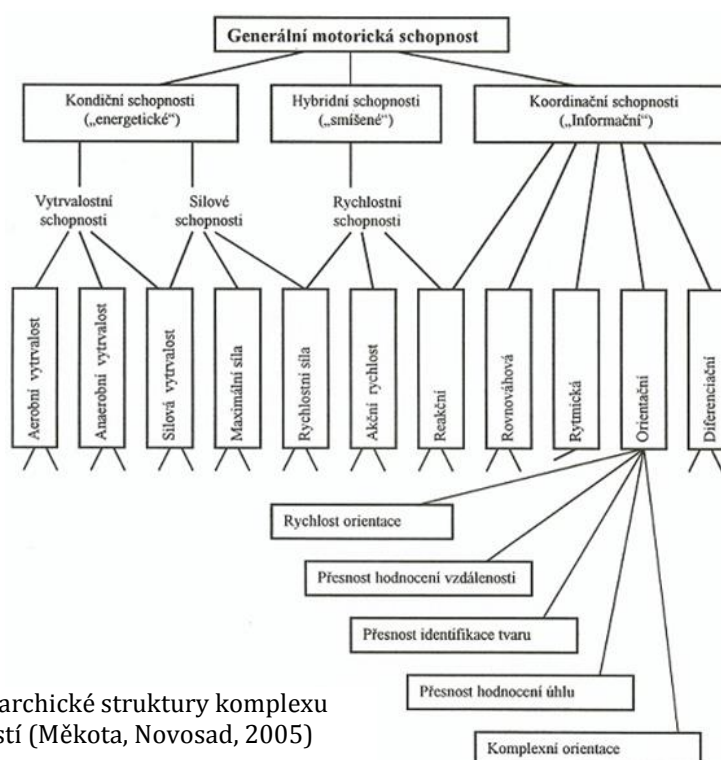 Generální motorická schopnost
Kondiční schopnosti
(„energetické“)
Hybridní schopnosti
(„smíšené“)
Koordinační schopnosti
(„Informační“)
Vytrvalostní
schopnosti
Silové
schopnosti
Rychlostní
schopnosti
Aerobní vytrvalost
Anaerobní vytrvalost
Silová vytrvalost
Maximální síla
Rychlostní síla
Akční rychlost
Reakční
Rovnováhová
Rytmická
Orientační
Diferenciační
Rychlost orientace
Přesnost hodnocení vzdálenosti
Přesnost identifikace tvaru
Přesnost hodnocení úhlu
Komplexní orientace
archické struktury komplexu
stí (Měkota, Novosad, 2005)